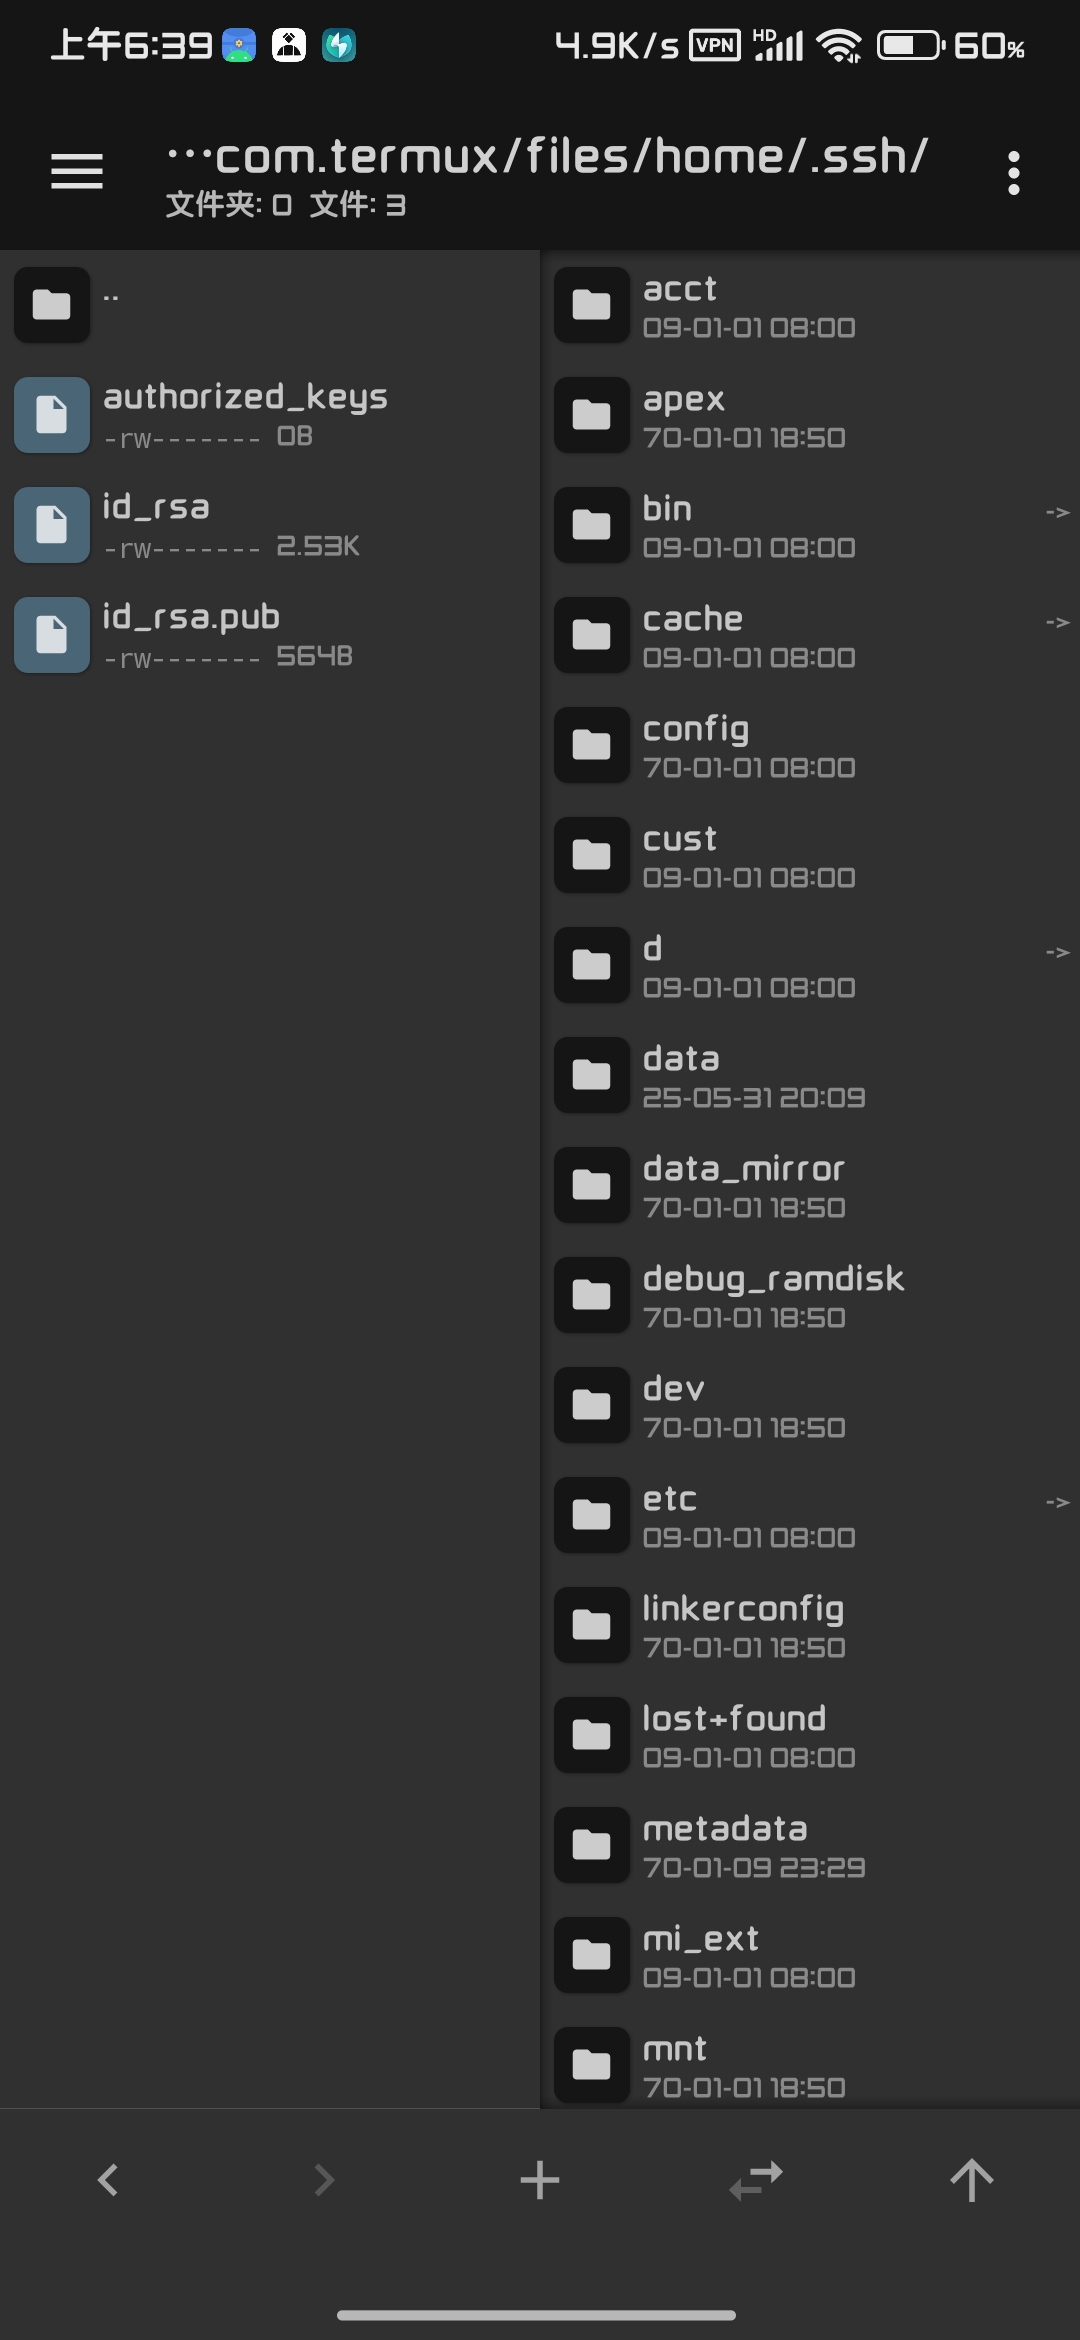 上午6:39 4.9K/s VPN HD 60%
…com.termux/files/home/.ssh/
文件夹: 0 文件: 3
..
authorized_keys
-rw------- 0B
id_rsa
-rw------- 2.53K
id_rsa.pub
-rw------- 564B
acct
09-01-01 08:00
apex
70-01-01 18:50
bin ->
09-01-01 08:00
cache ->
09-01-01 08:00
config
70-01-01 08:00
cust
09-01-01 08:00
d ->
09-01-01 08:00
data
25-05-31 20:09
data_mirror
70-01-01 18:50
debug_ramdisk
70-01-01 18:50
dev
70-01-01 18:50
etc ->
09-01-01 08:00
linkerconfig
70-01-01 18:50
lost+found
09-01-01 08:00
metadata
70-01-09 23:29
mi_ext
09-01-01 08:00
mnt
70-01-01 18:50